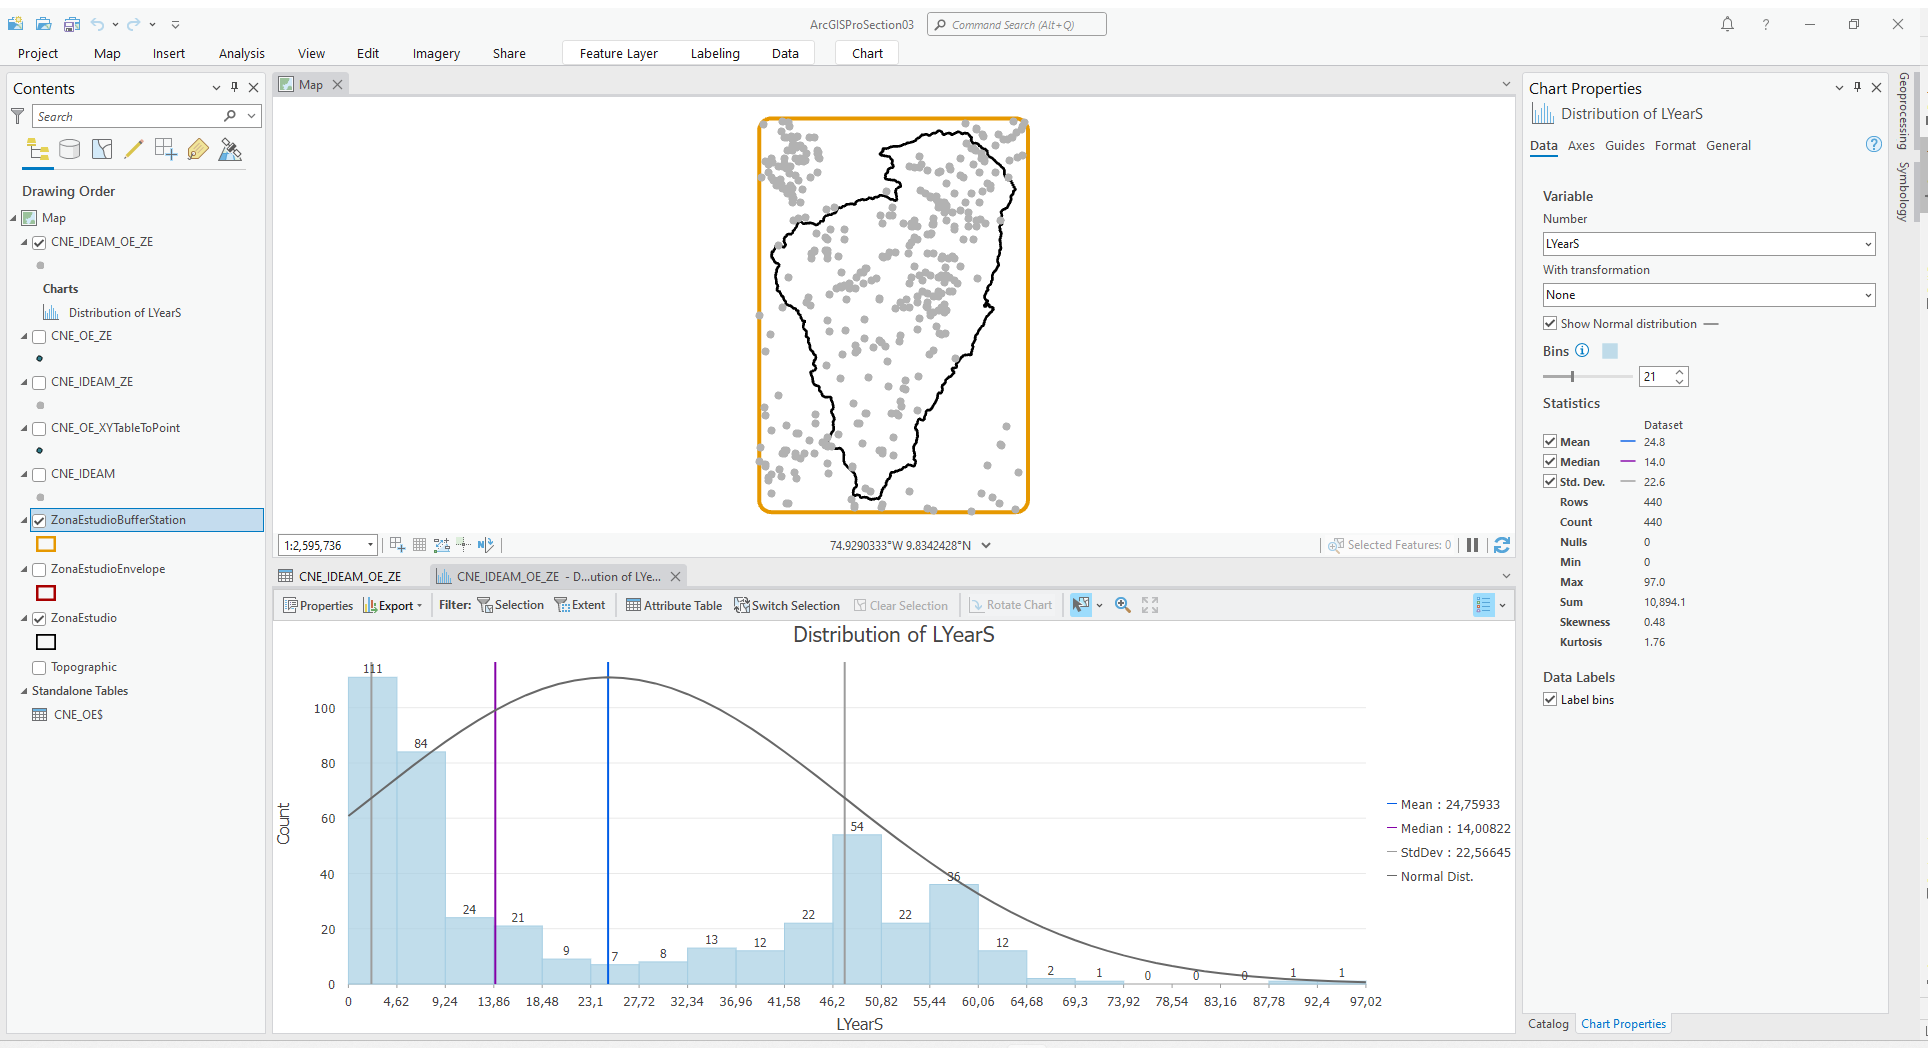 ArcGISProSection03
Command Search (Alt+Q)
?
Project Map Insert Analysis View Edit Imagery Share Feature Layer Labeling Data Chart
Contents
Search
Drawing Order
Map
CNE_IDEAM_OE_ZE
Charts
Distribution of LYearS
CNE_OE_ZE
CNE_IDEAM_ZE
CNE_OE_XYTableToPoint
CNE_IDEAM
ZonaEstudioBufferStation
ZonaEstudioEnvelope
ZonaEstudio
Topographic
Standalone Tables
CNE_OE$
Map
1:2,595,736
74.9290333°W 9.8342428°N
Selected Features: 0
CNE_IDEAM_OE_ZE
CNE_IDEAM_OE_ZE - D...ution of LYe...
Properties Export Filter: Selection Extent Attribute Table Switch Selection Clear Selection Rotate Chart
Distribution of LYearS
Count
100
80
60
40
20
0
111 84 24 21 9 7 8 13 12 22 54 22 36 12 2 1 0 0 0 1 1
0 4,62 9,24 13,86 18,48 23,1 27,72 32,34 36,96 41,58 46,2 50,82 55,44 60,06 64,68 69,3 73,92 78,54 83,16 87,78 92,4 97,02
LYearS
Mean : 24,75933
Median : 14,00822
StdDev : 22,56645
Normal Dist.
Chart Properties
Distribution of LYearS
Data Axes Guides Format General
?
Variable
Number
LYearS
With transformation
None
Show Normal distribution
Bins
21
Statistics
Dataset
Mean 24.8
Median 14.0
Std. Dev. 22.6
Rows 440
Count 440
Nulls 0
Min 0
Max 97.0
Sum 10,894.1
Skewness 0.48
Kurtosis 1.76
Data Labels
Label bins
Catalog Chart Properties
Geoprocessing
Symbology